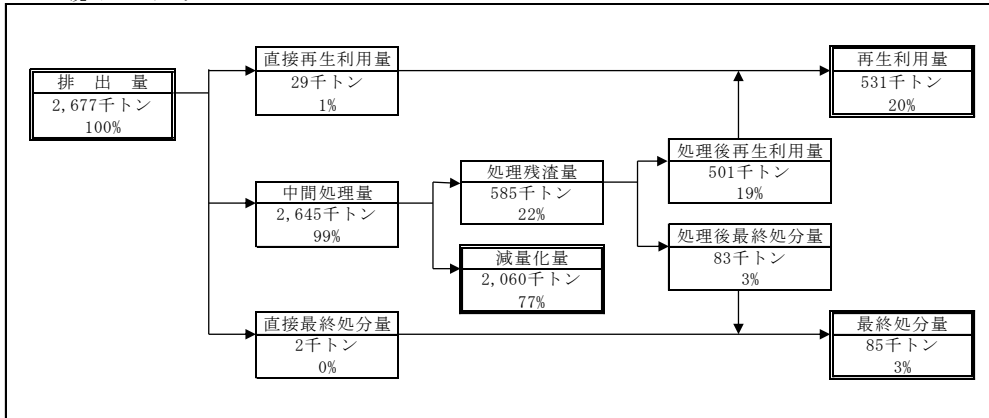 排 出 量
2,677千トン
100%
直接再生利用量
29千トン
1%
中間処理量
2,645千トン
99%
直接最終処分量
2千トン
0%
処理残渣量
585千トン
22%
減量化量
2,060千トン
77%
処理後再生利用量
501千トン
19%
処理後最終処分量
83千トン
3%
再生利用量
531千トン
20%
最終処分量
85千トン
3%